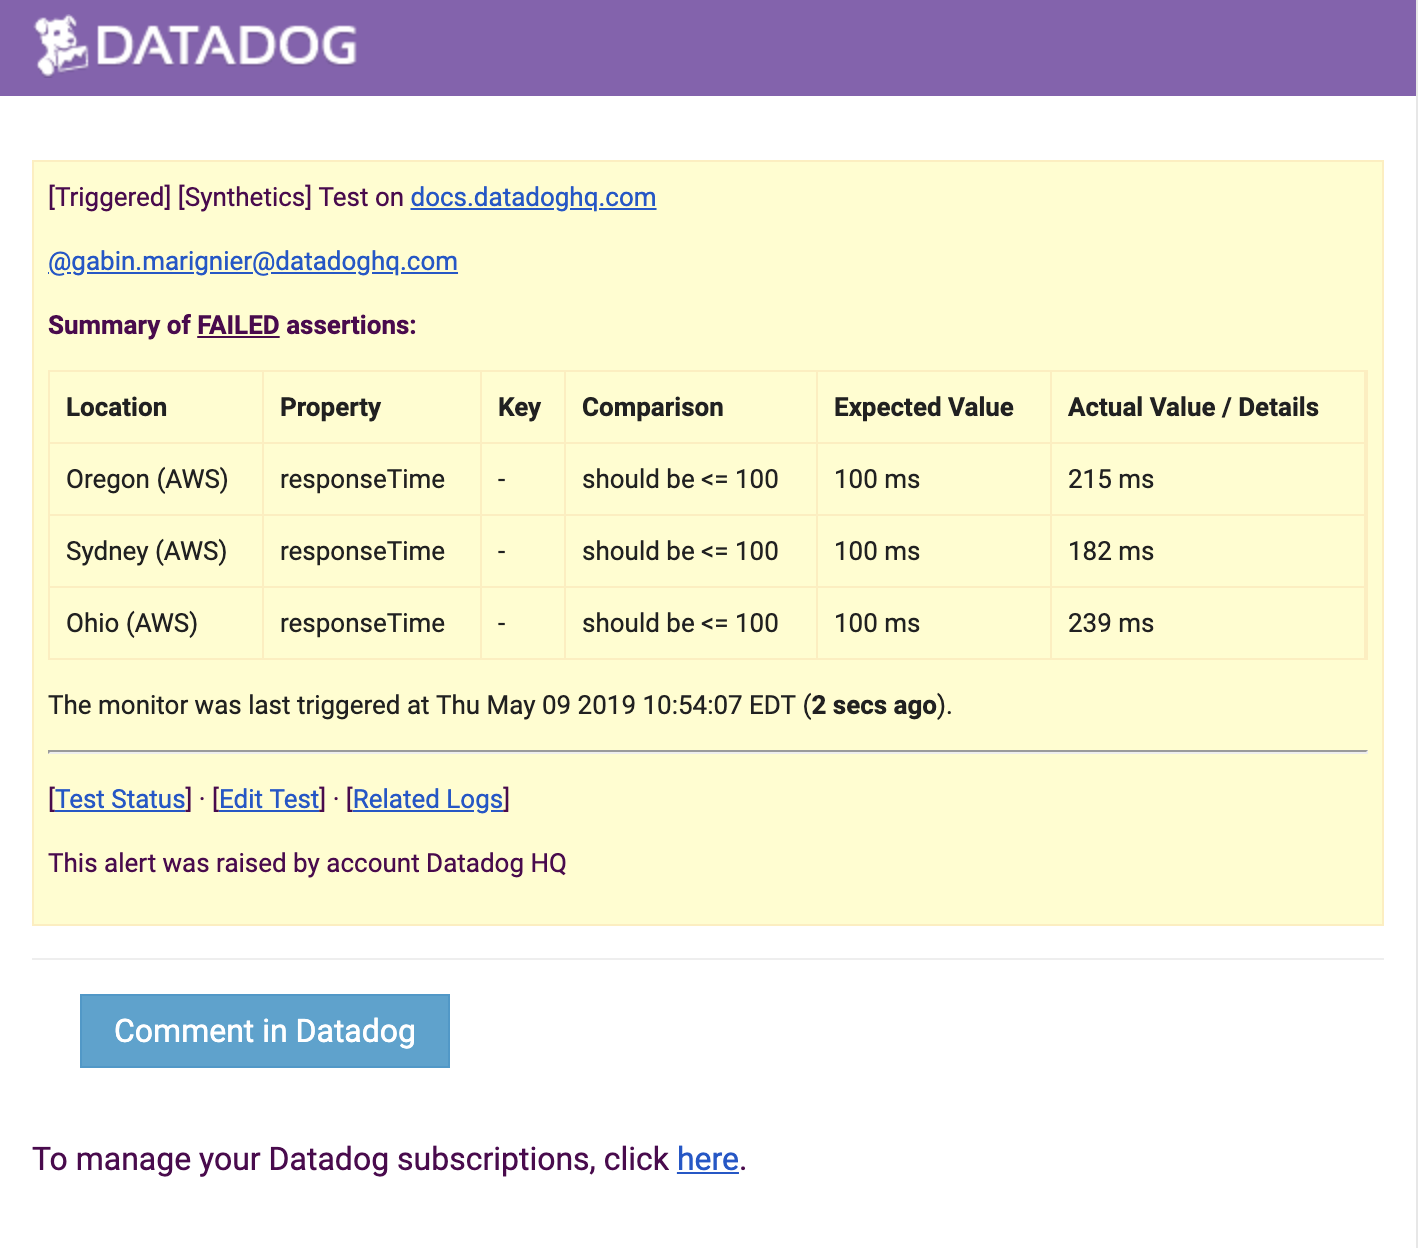 DATADOG
[Triggered] [Synthetics] Test on docs.datadoghq.com
@gabin.marignier@datadoghq.com
Summary of FAILED assertions:
Location Property Key Comparison Expected Value Actual Value / Details
Oregon (AWS) responseTime - should be <= 100 100 ms 215 ms
Sydney (AWS) responseTime - should be <= 100 100 ms 182 ms
Ohio (AWS) responseTime - should be <= 100 100 ms 239 ms
The monitor was last triggered at Thu May 09 2019 10:54:07 EDT (2 secs ago).
[Test Status] · [Edit Test] · [Related Logs]
This alert was raised by account Datadog HQ
Comment in Datadog
To manage your Datadog subscriptions, click here.